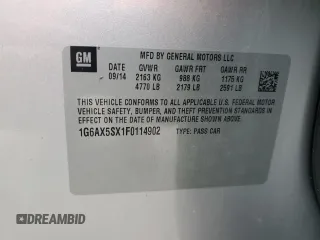 GM
MFD BY GENERAL MOTORS LLC
DATE GVWR GAWR FRT GAWR RR
09/14 2163 KG 988 KG 1175 KG
4770 LB 2179 LB 2591 LB
THIS VEHICLE CONFORMS TO ALL APPLICABLE U.S. FEDERAL MOTOR
VEHICLE SAFETY, BUMPER, AND THEFT PREVENTION STANDARDS IN
EFFECT ON THE DATE OF MANUFACTURE SHOWN ABOVE.
1G6AX5SX1F0114902 TYPE: PASS CAR
DREAMBID